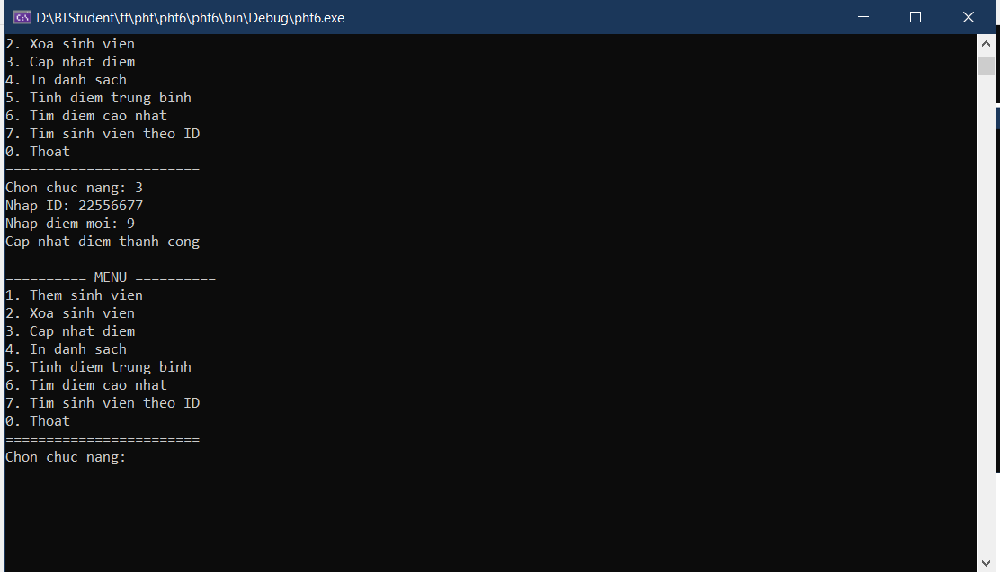 D:\BTStudent\ff\pht\pht6\pht6\bin\Debug\pht6.exe
2. Xoa sinh vien
3. Cap nhat diem
4. In danh sach
5. Tinh diem trung binh
6. Tim diem cao nhat
7. Tim sinh vien theo ID
0. Thoat
========================
Chon chuc nang: 3
Nhap ID: 22556677
Nhap diem moi: 9
Cap nhat diem thanh cong
========== MENU ==========
1. Them sinh vien
2. Xoa sinh vien
3. Cap nhat diem
4. In danh sach
5. Tinh diem trung binh
6. Tim diem cao nhat
7. Tim sinh vien theo ID
0. Thoat
========================
Chon chuc nang: